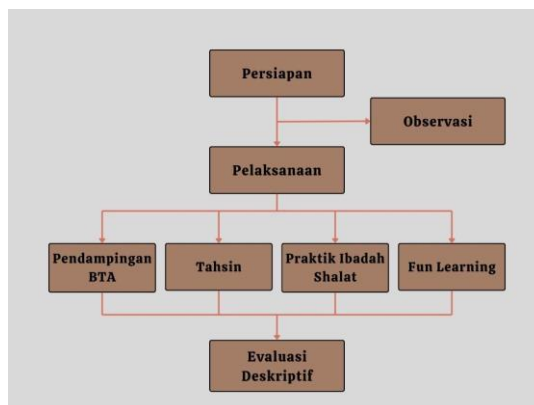 Persiapan
Observasi
Pelaksanaan
Pendampingan
BTA
Tahsin
Praktik Ibadah
Shalat
Fun Learning
Evaluasi
Deskriptif